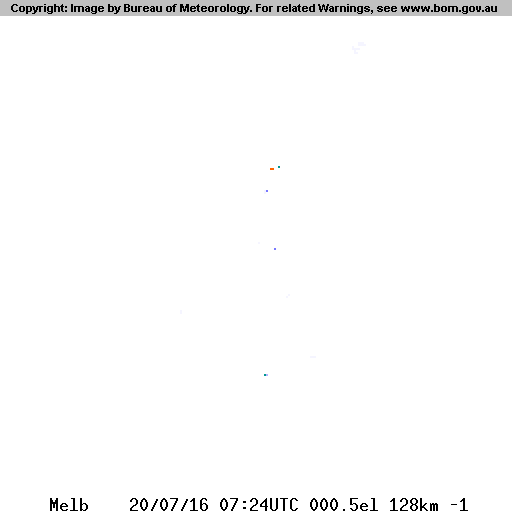 Copyright: Image by Bureau of Meteorology. For related Warnings, see www.bom.gov.au
Melb 20/07/16 07:24UTC 000.5el 128km -1